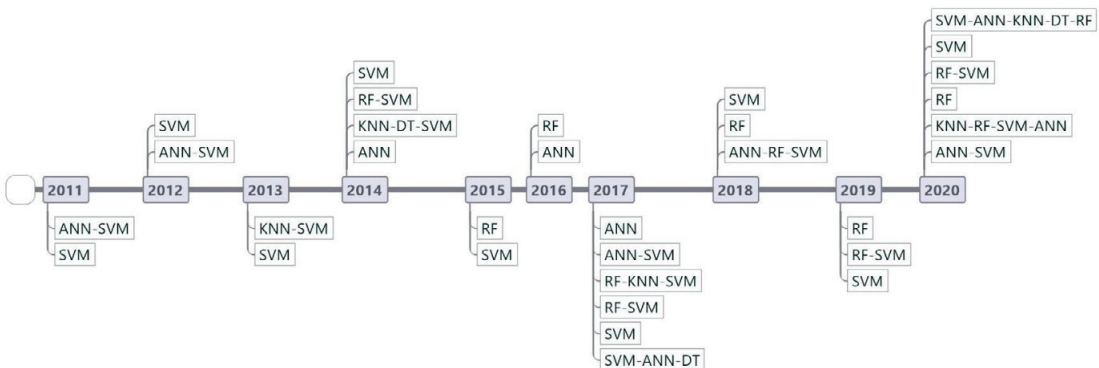 SVM-ANN-KNN-DT-RF
SVM
RF-SVM
RF
KNN-RF-SVM-ANN
ANN-SVM
SVM
RF-SVM
KNN-DT-SVM
ANN
SVM
RF
ANN-RF-SVM
SVM
ANN-SVM
RF
ANN
2011 2012 2013 2014 2015 2016 2017 2018 2019 2020
ANN-SVM
SVM
KNN-SVM
SVM
RF
SVM
ANN
ANN-SVM
RF-KNN-SVM
RF-SVM
SVM
SVM-ANN-DT
RF
RF-SVM
SVM